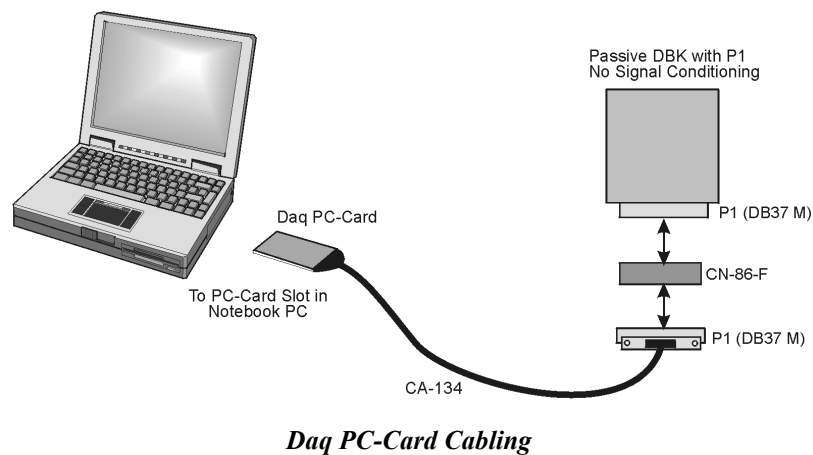 Passive DBK with P1
No Signal Conditioning
P1 (DB37 M)
Daq PC-Card
CN-86-F
To PC-Card Slot in
Notebook PC
P1 (DB37 M)
CA-134
Daq PC-Card Cabling